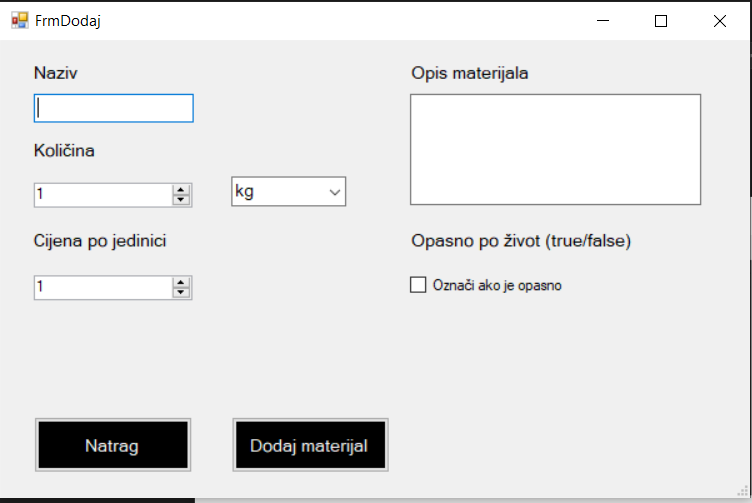 FrmDodaj
Naziv
Količina
1
kg
Cijena po jedinici
1
Opis materijala
Opasno po život (true/false)
Označi ako je opasno
Natrag
Dodaj materijal